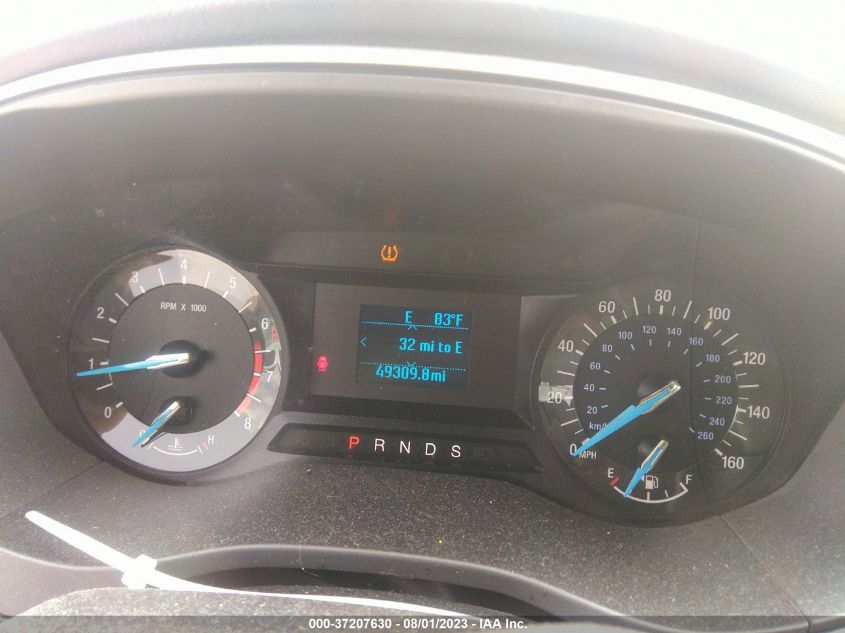 RPM X 1000
0 1 2 3 4 5 6 7 8
H
E 83°F
< 32 mi to E
49309.8mi
P R N D S
0 20 40 60 80 100 120 140 160
MPH
20 40 60 80 100 120 140 160 180 200 220 240 260
E F
000-37207630 - 08/01/2023 - IAA Inc.